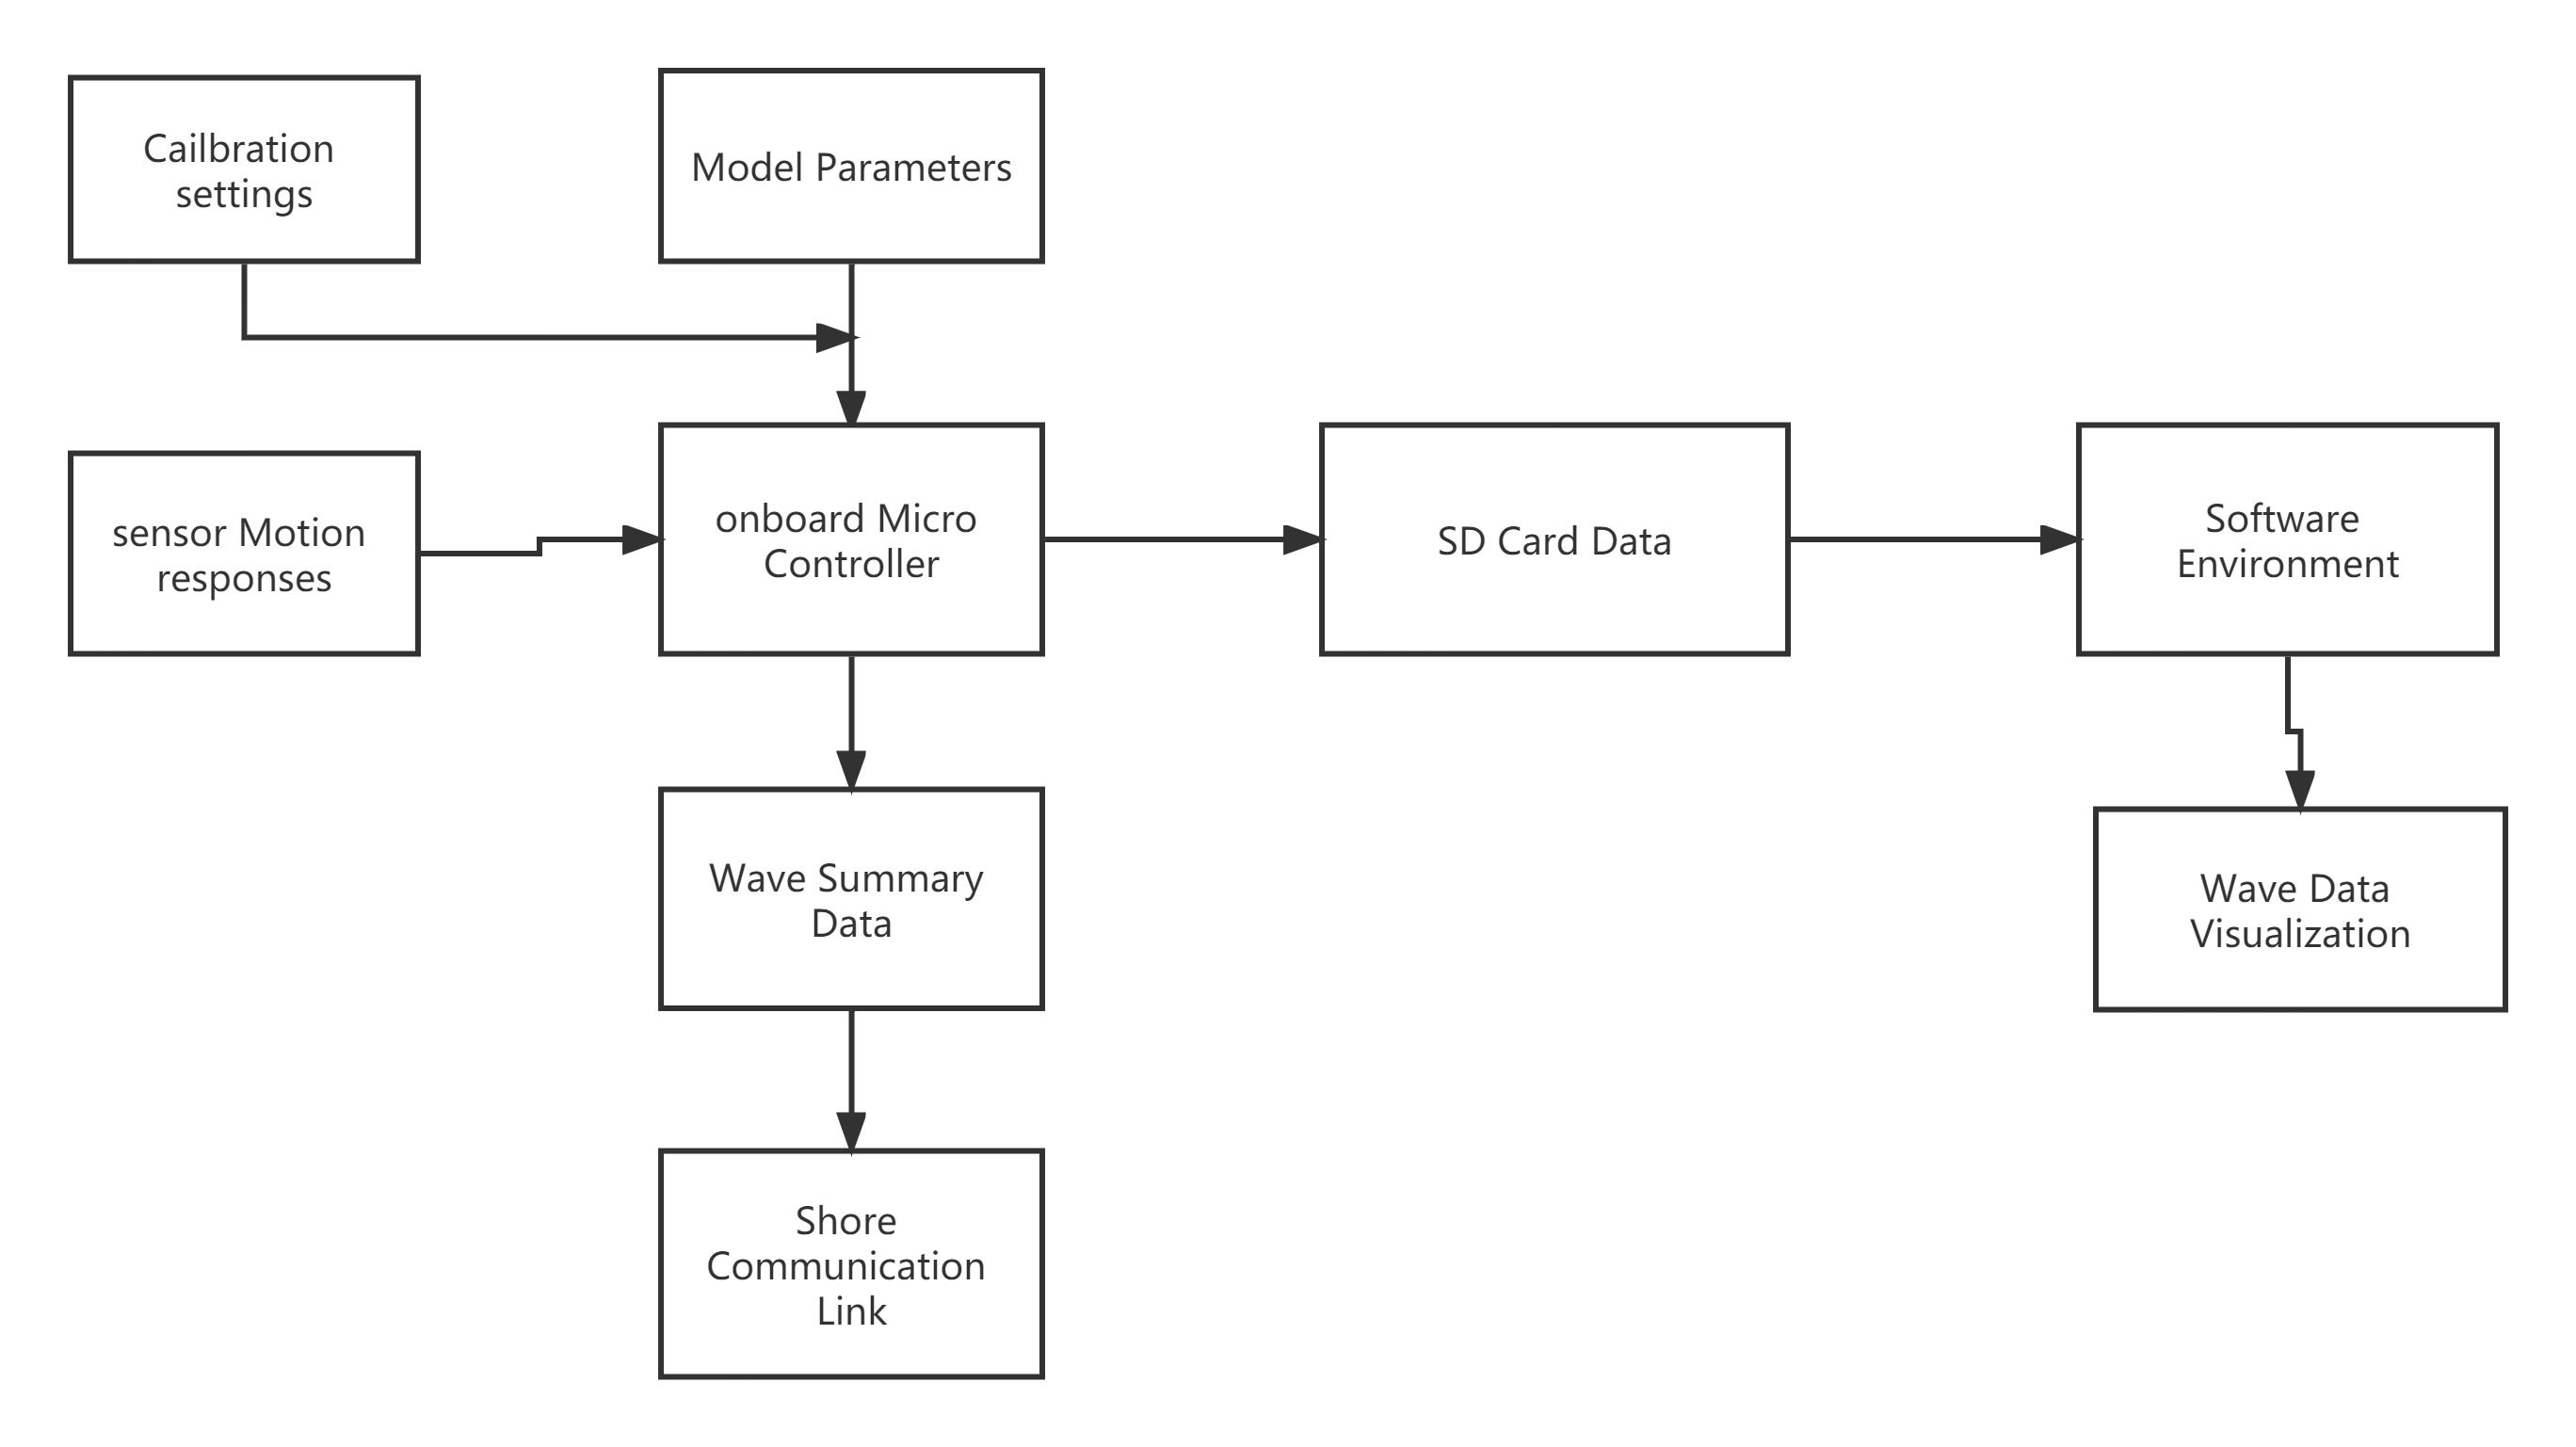 Cailbration
settings
Model Parameters
sensor Motion
responses
onboard Micro
Controller
SD Card Data
Software
Environment
Wave Summary
Data
Wave Data
Visualization
Shore
Communication
Link